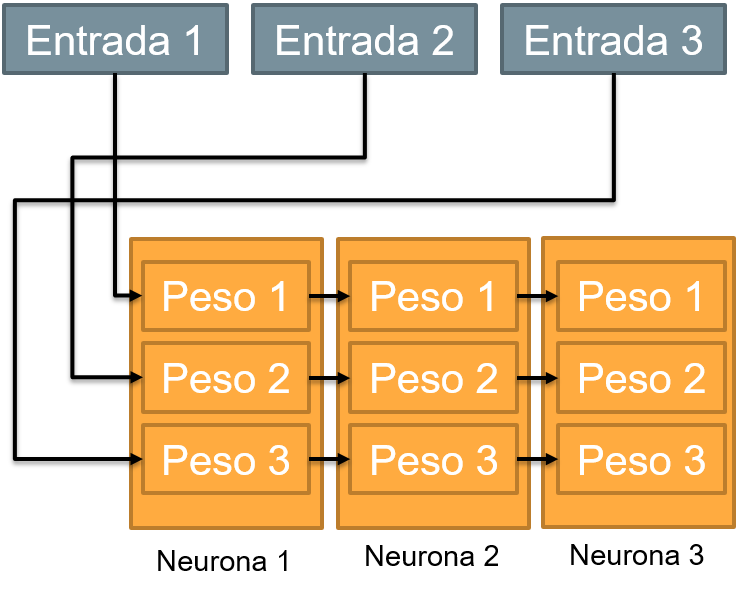 Entrada 1
Entrada 2
Entrada 3
Peso 1
Peso 1
Peso 1
Peso 2
Peso 2
Peso 2
Peso 3
Peso 3
Peso 3
Neurona 1
Neurona 2
Neurona 3